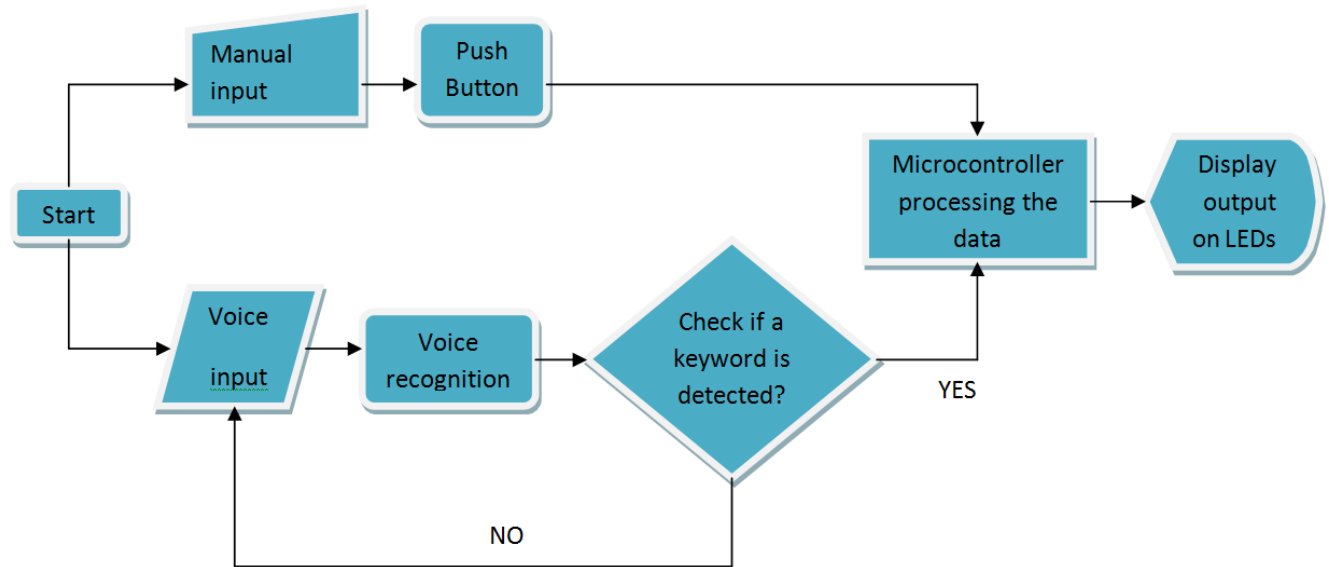 Manual
input
Push
Button
Start
Microcontroller
processing the
data
Display
output
on LEDs
Voice
input
Voice
recognition
Check if a
keyword is
detected?
YES
NO